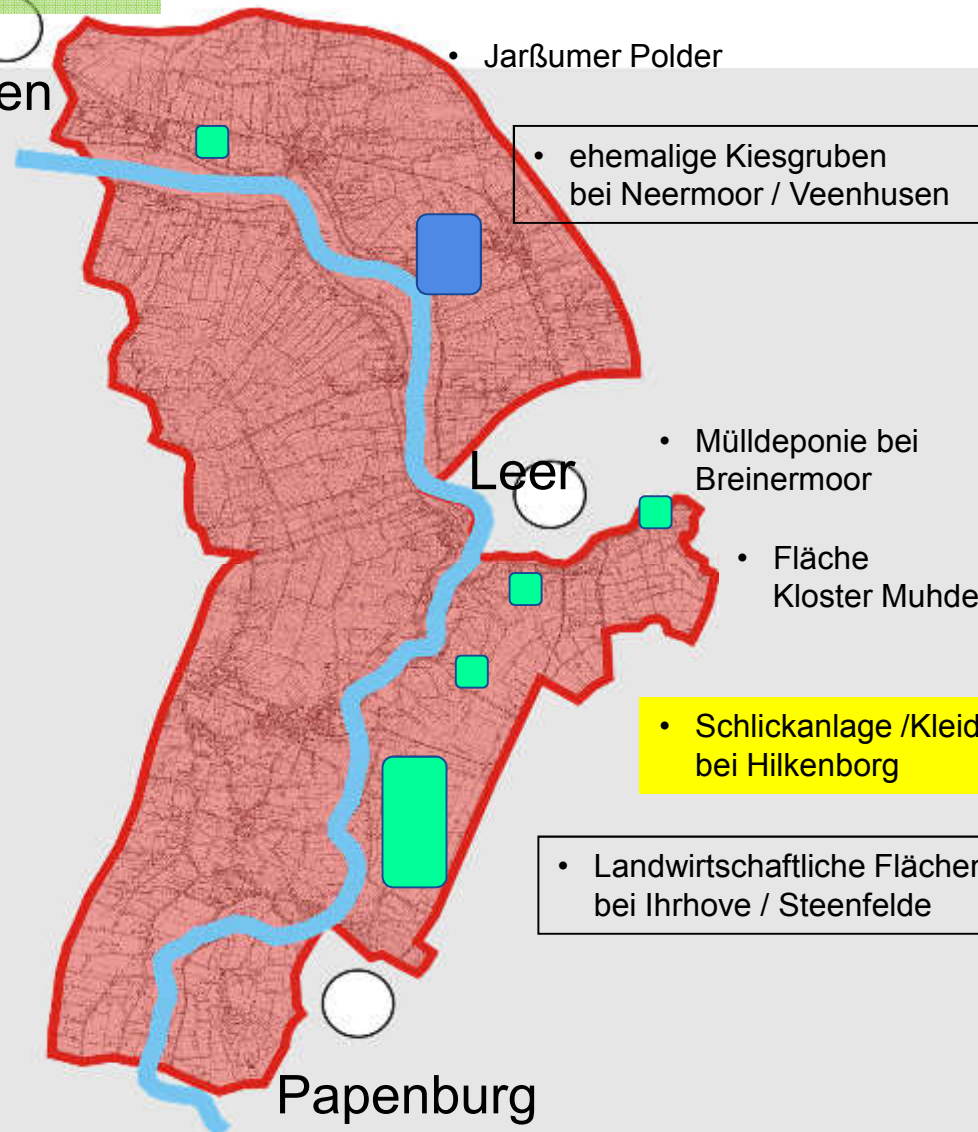 • Jarßumer Polder
en
• ehemalige Kiesgruben
bei Neermoor / Veenhusen
Leer
• Mülldeponie bei
Breinermoor
• Fläche
Kloster Muhde
• Schlickanlage /Kleid
bei Hilkenborg
• Landwirtschaftliche Flächen
bei Ihrhove / Steenfelde
Papenburg